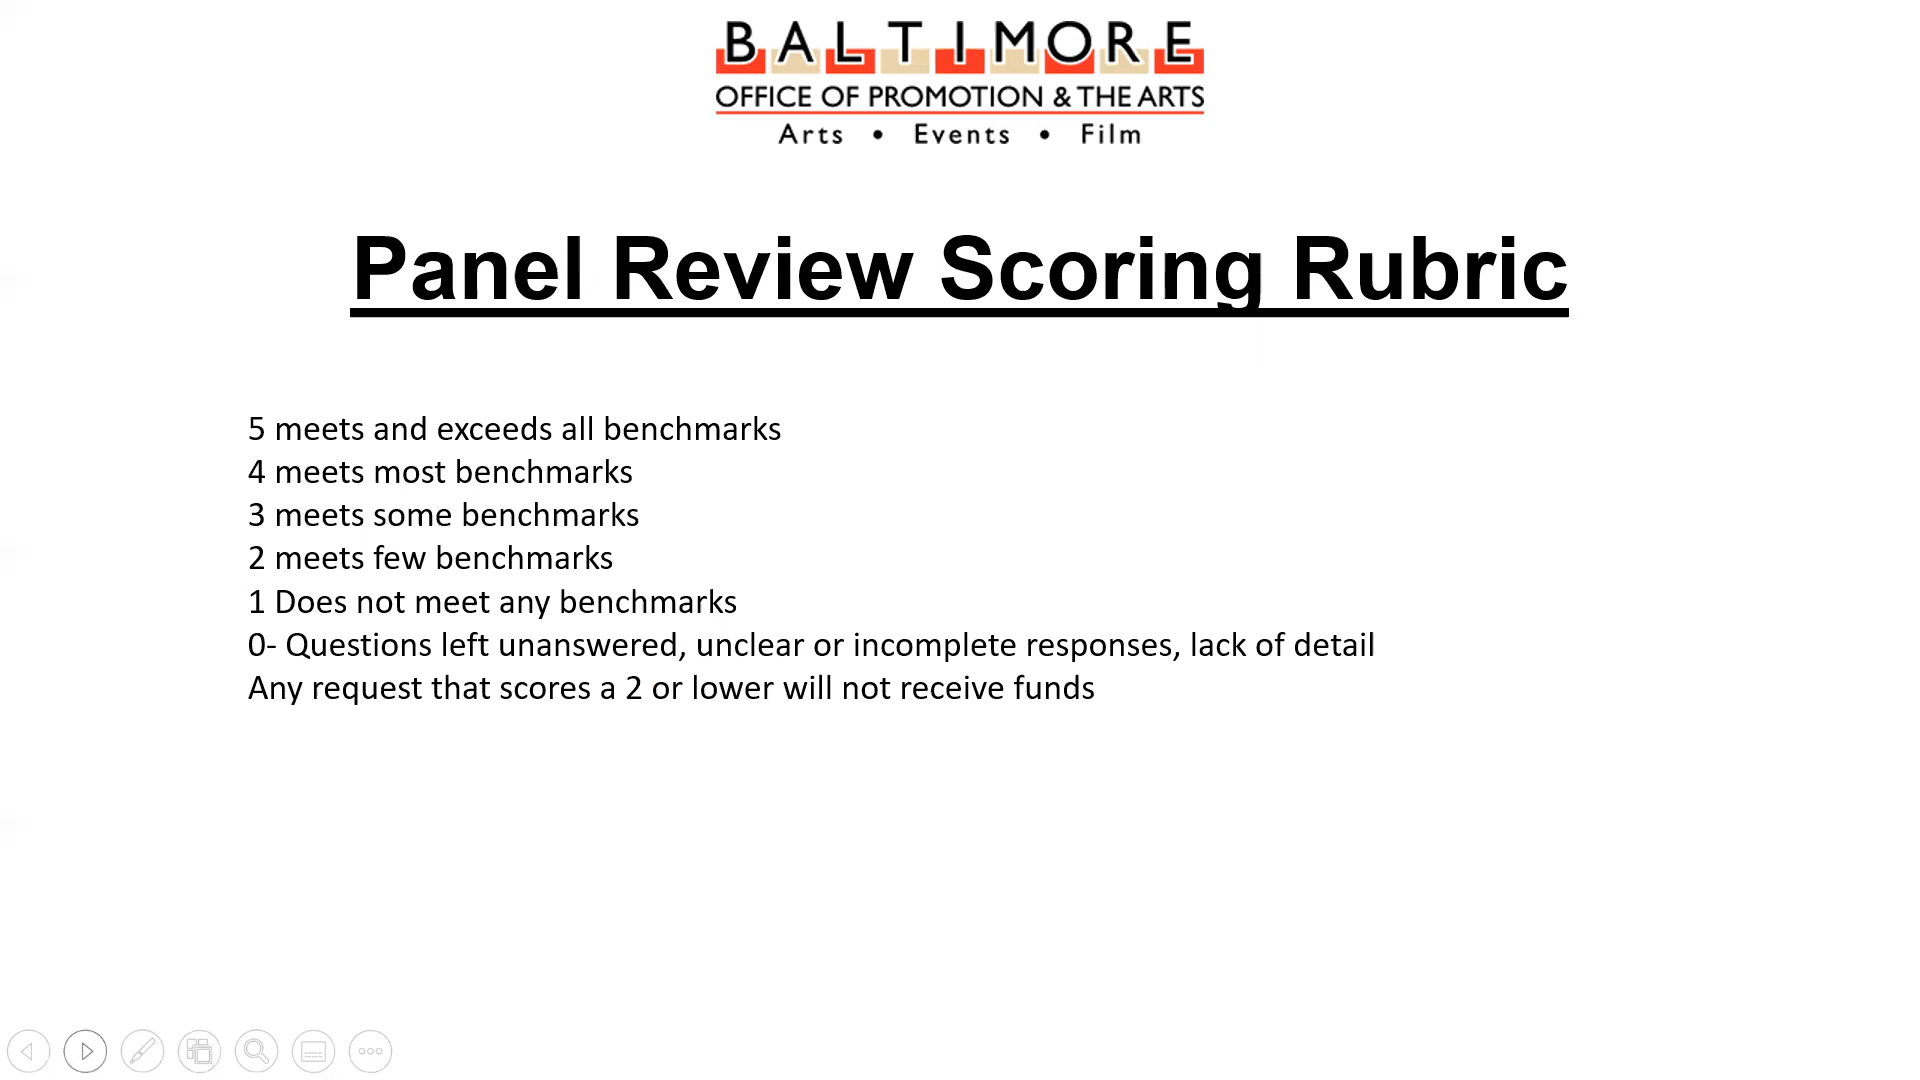 BALTIMORE
OFFICE OF PROMOTION & THE ARTS
Arts • Events • Film
Panel Review Scoring Rubric
5 meets and exceeds all benchmarks
4 meets most benchmarks
3 meets some benchmarks
2 meets few benchmarks
1 Does not meet any benchmarks
0- Questions left unanswered, unclear or incomplete responses, lack of detail
Any request that scores a 2 or lower will not receive funds